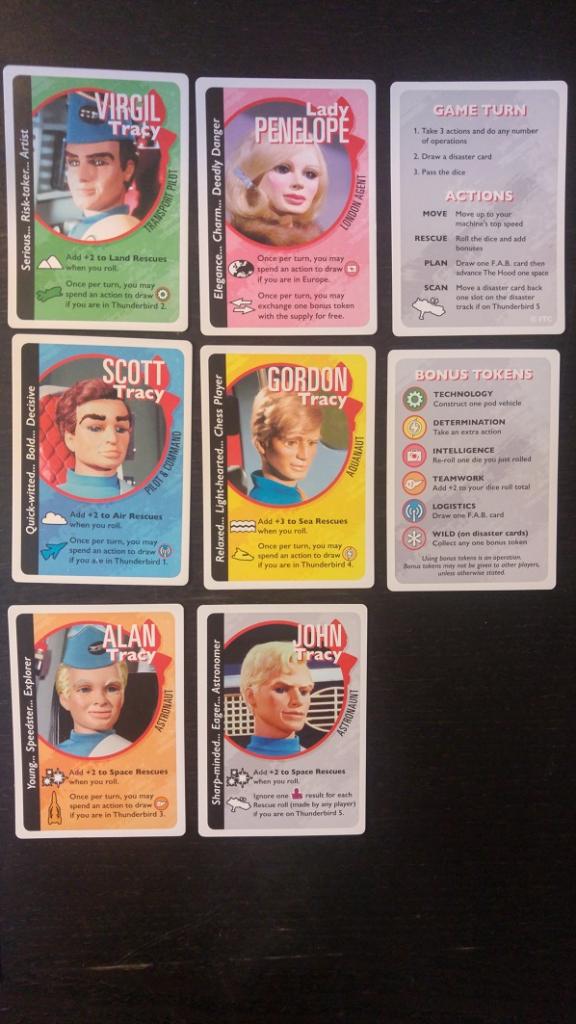 VIRGIL
Tracy
Serious... Risk-taker... Artist
TRANSPORT PILOT
Add +2 to Land Rescues
when you roll.
Once per turn, you may
spend an action to draw
if you are in Thunderbird 2.
Lady
PENELOPE
Elegance... Charm... Deadly Danger
LONDON AGENT
Once per turn, you may
spend an action to draw
if you are in Europe.
Once per turn, you may
exchange one bonus token
with the supply for free.
GAME TURN
1. Take 3 actions and do any number
of operations
2. Draw a disaster card
3. Pass the dice
ACTIONS
MOVE Move up to your
machine's top speed
RESCUE Roll the dice and add
bonuses
PLAN Draw one F.A.B. card then
advance The Hood one space
SCAN Move a disaster card back
one slot on the disaster
track if on Thunderbird 5
© ITC
SCOTT
Tracy
Quick-witted... Bold... Decisive
PILOT & COMMAND
Add +2 to Air Rescues
when you roll.
Once per turn, you may
spend an action to draw
if you are in Thunderbird 1.
GORDON
Tracy
Relaxed... Light-hearted... Chess Player
AQUANAUT
Add +3 to Sea Rescues
when you roll.
Once per turn, you may
spend an action to draw
if you are in Thunderbird 4.
BONUS TOKENS
TECHNOLOGY
Construct one pod vehicle
DETERMINATION
Take an extra action
INTELLIGENCE
Re-roll one die you just rolled
TEAMWORK
Add +2 to your dice roll total
LOGISTICS
Draw one F.A.B. card
WILD (on disaster cards)
Collect any one bonus token
Using bonus tokens is an operation.
Bonus tokens may not be given to other players,
unless otherwise stated.
ALAN
Tracy
Young... Speedster... Explorer
ASTRONAUT
Add +2 to Space Rescues
when you roll.
Once per turn, you may
spend an action to draw
if you are in Thunderbird 3.
JOHN
Tracy
Sharp-minded... Eager... Astronomer
ASTRONAUNT
Add +2 to Space Rescues
when you roll.
Ignore one result for each
Rescue roll (made by any player)
if you are on Thunderbird 5.